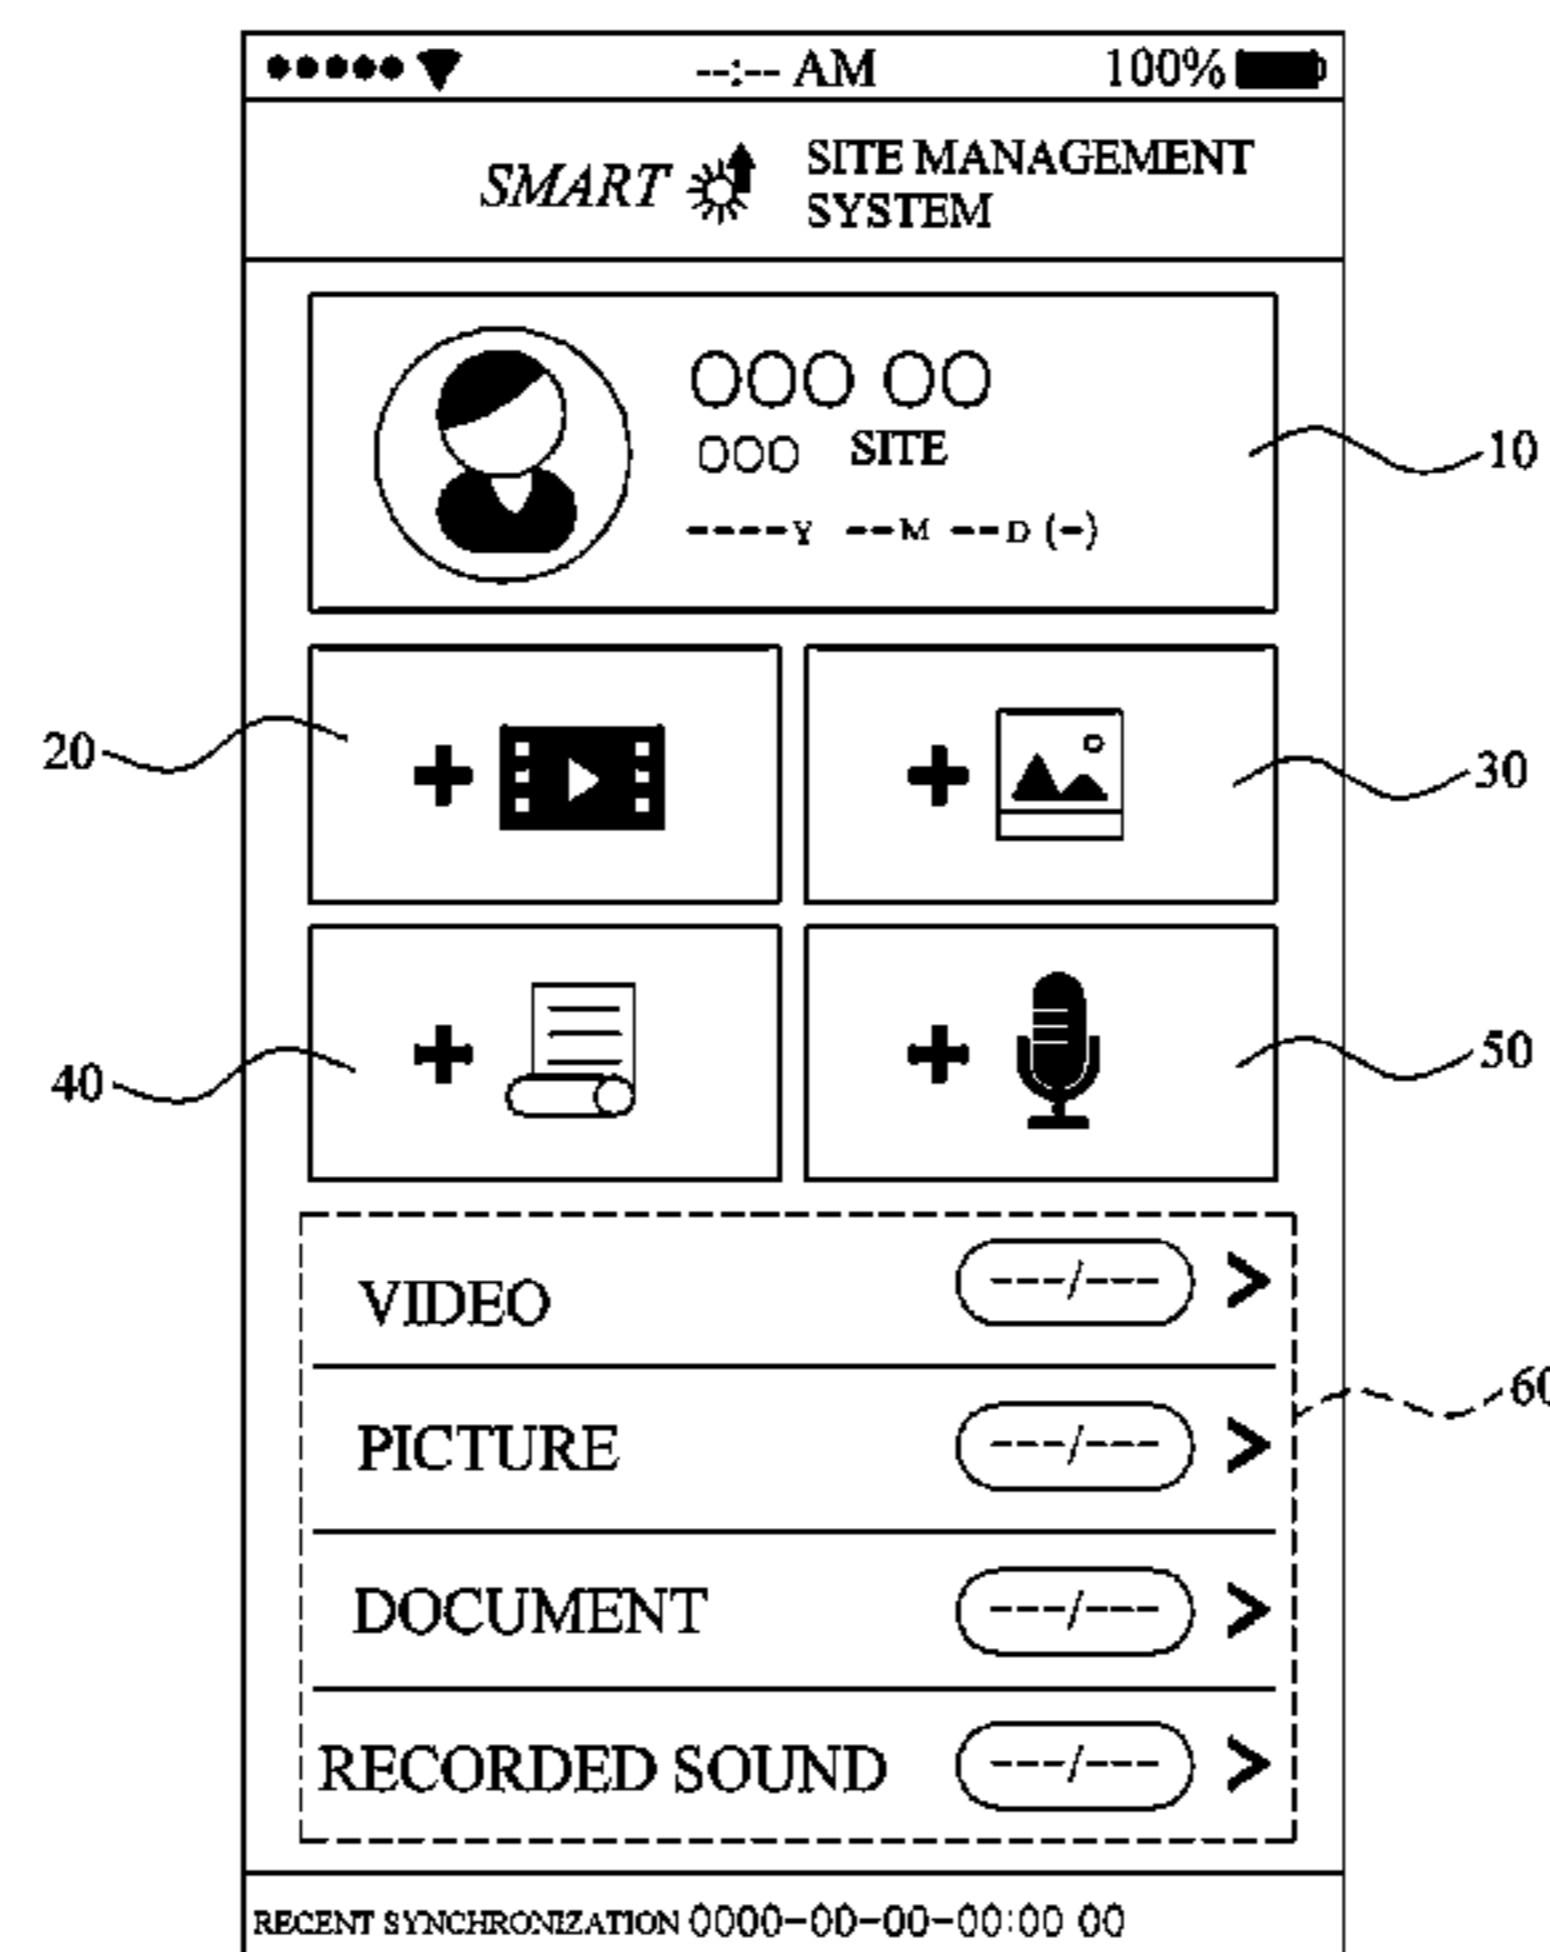 --:-- AM 100%
SMART SITE MANAGEMENT
SYSTEM
OOO OO
OOO SITE
----Y --M --D (-)
10
20
30
40
50
VIDEO ---/--- >
60
PICTURE ---/--- >
DOCUMENT ---/--- >
RECORDED SOUND ---/--- >
RECENT SYNCHRONIZATION 0000-00-00-00:00 00